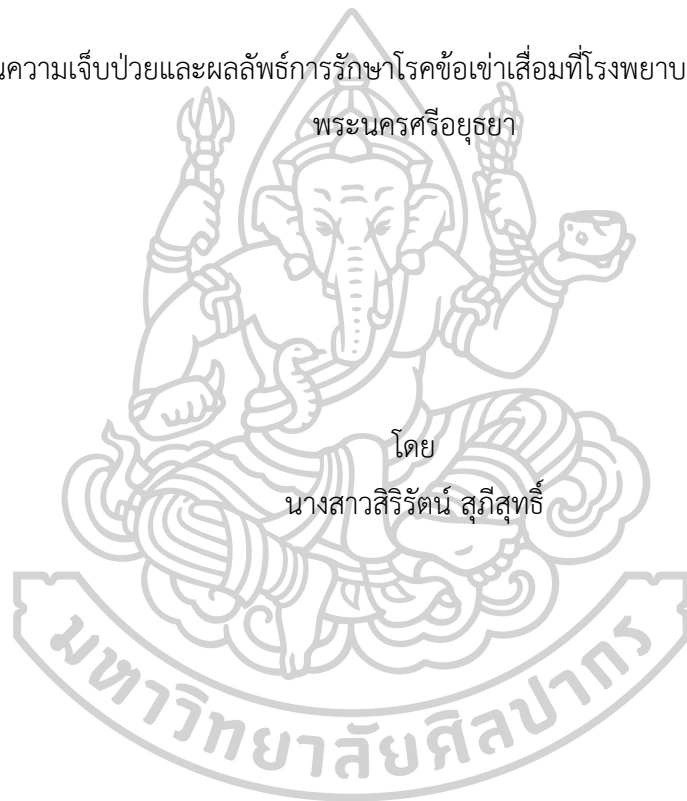 นความเจ็บป่วยและผลลัพธ์การรักษาโรคข้อเข่าเสื่อมที่โรงพยาบ
พระนครศรีอยุธยา
โดย
นางสาวสิริรัตน์ สุภีสุทธิ์
มหาวิทยาลัยศิลปากร